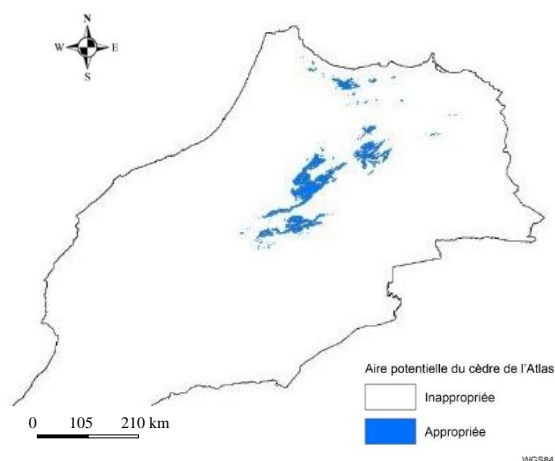 N
W E
S
Aire potentielle du cèdre de l'Atlas
Inappropriée
Appropriée
0 105 210 km
WGS84